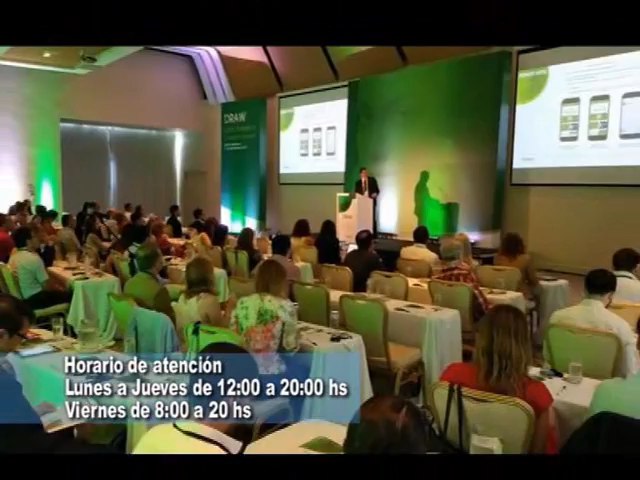 DRAW
Horario de atención
Lunes a Jueves de 12:00 a 20:00 hs
Viernes de 8:00 a 20 hs